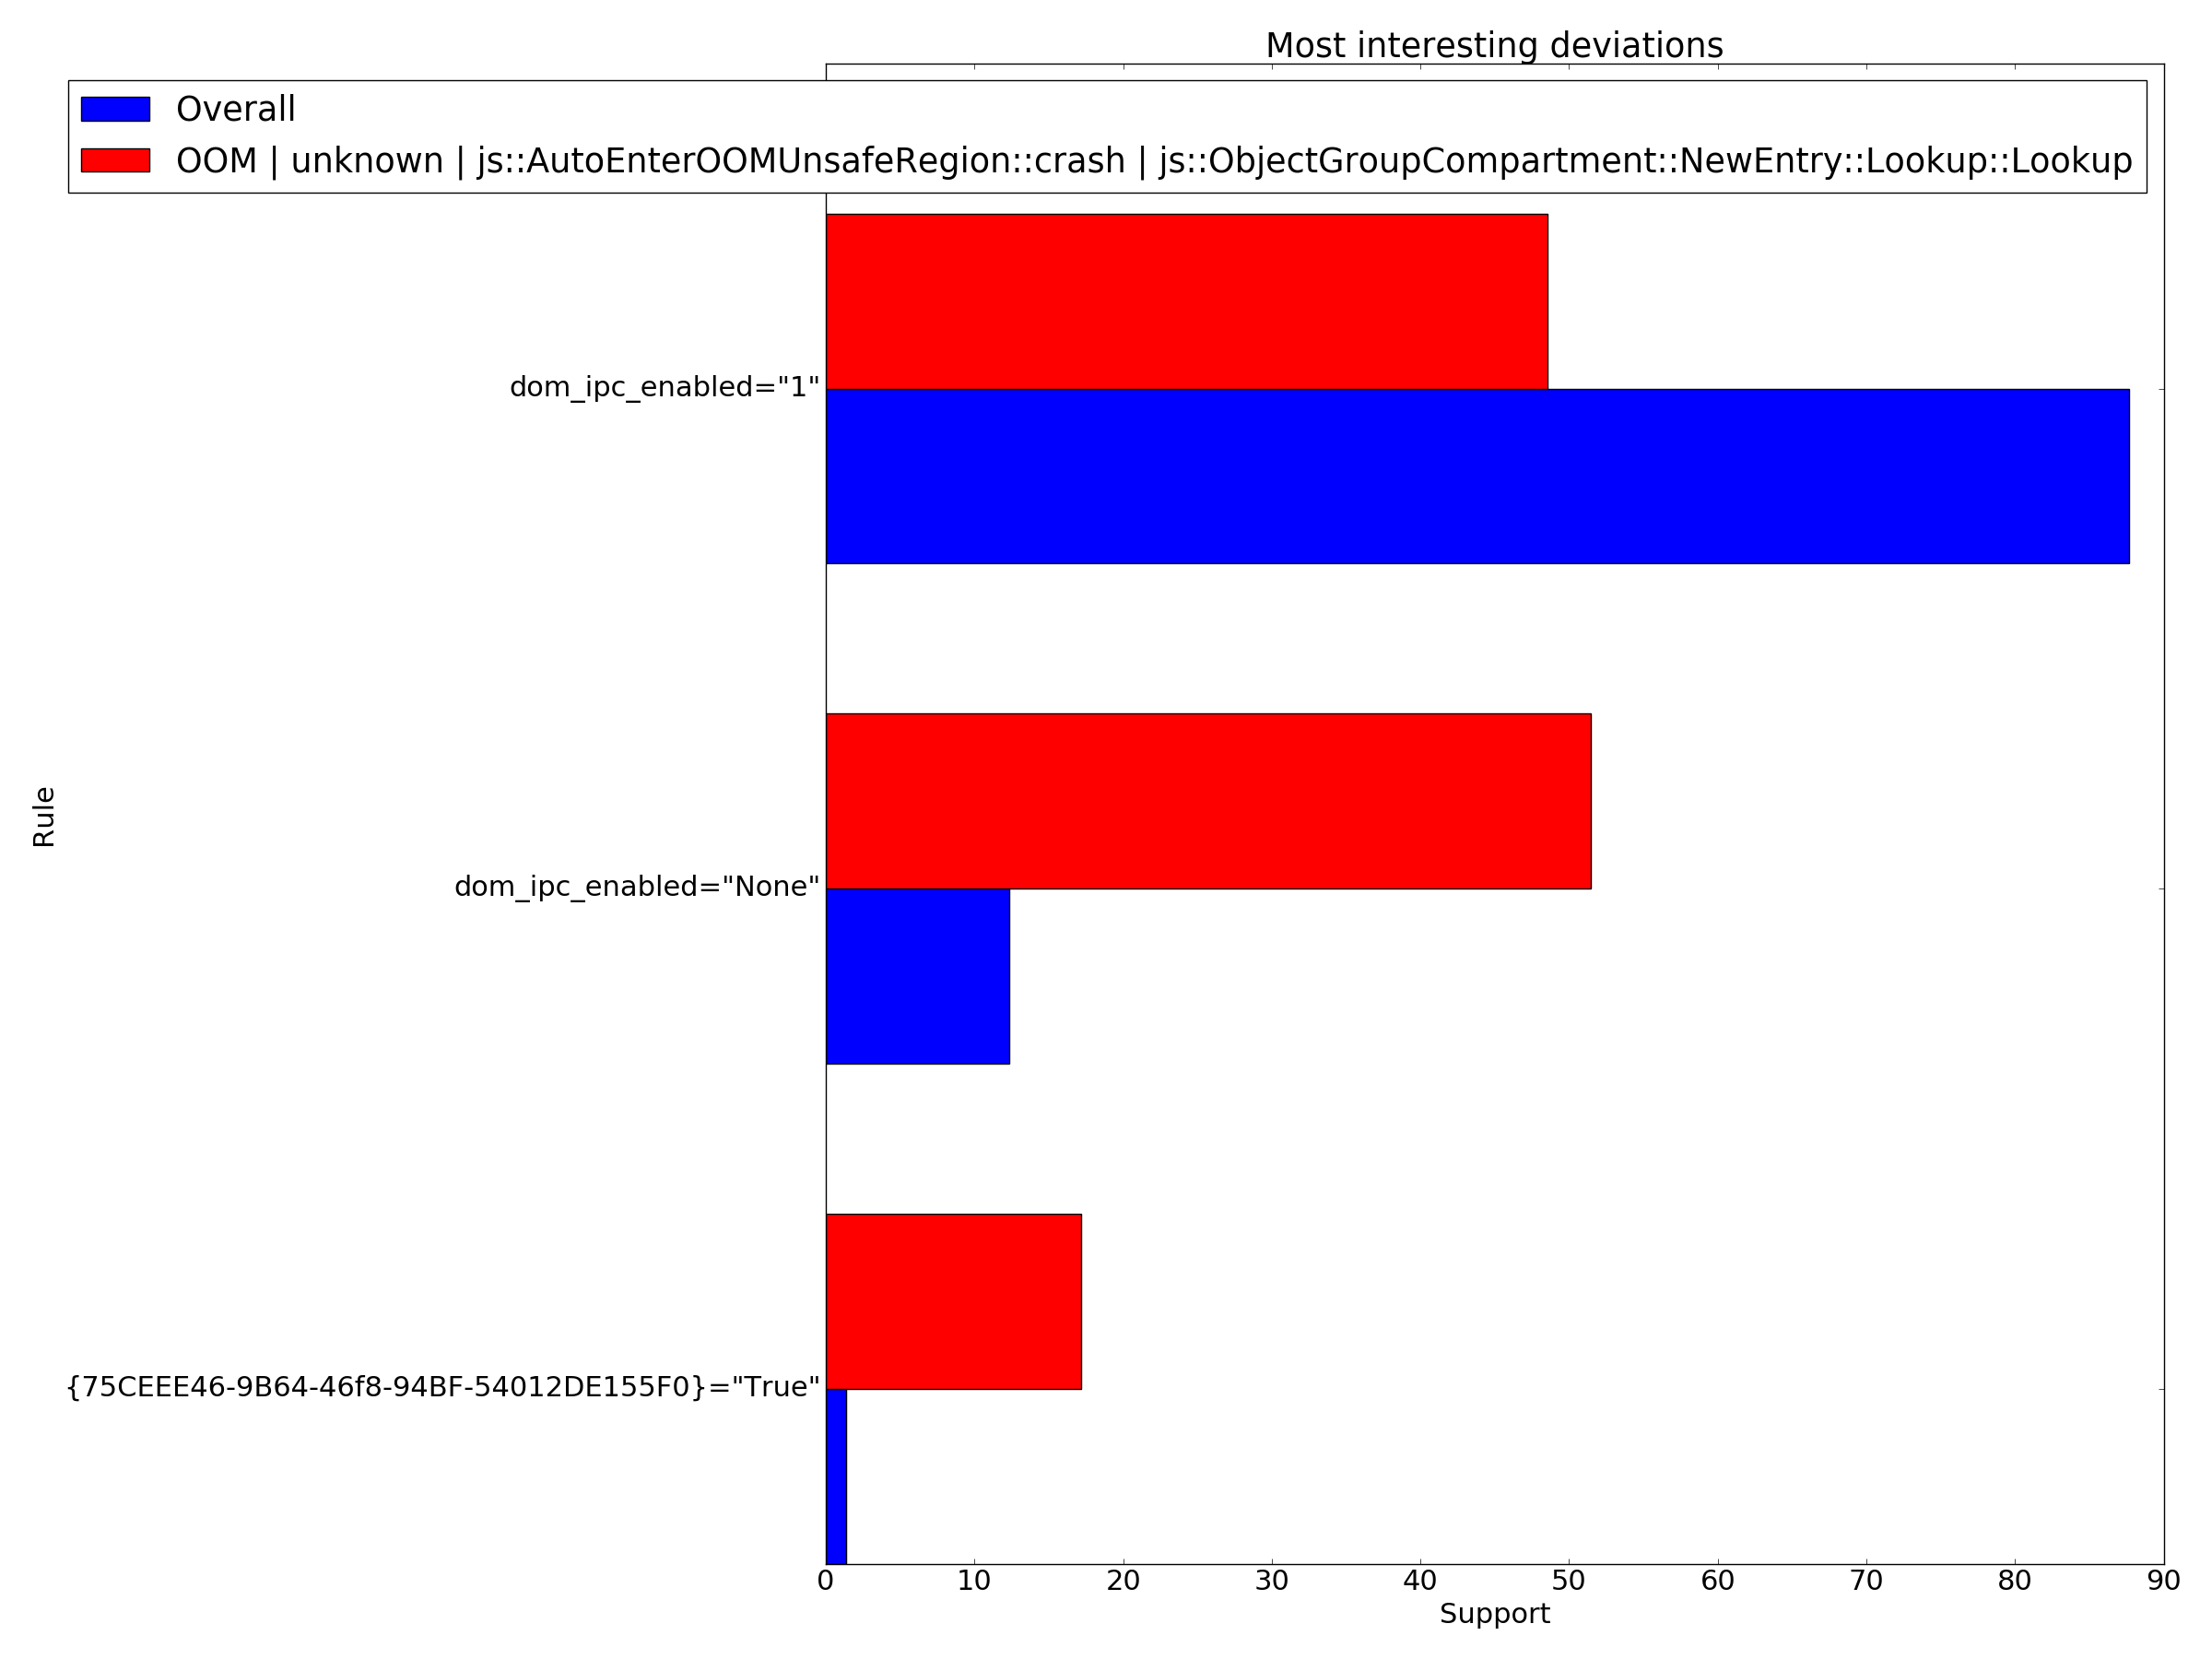 Most interesting deviations
Overall
OOM | unknown | js::AutoEnterOOMUnsafeRegion::crash | js::ObjectGroupCompartment::NewEntry::Lookup::Lookup
dom_ipc_enabled="1"
dom_ipc_enabled="None"
{75CEEE46-9B64-46f8-94BF-54012DE155F0}="True"
Rule
0 10 20 30 40 50 60 70 80 90
Support